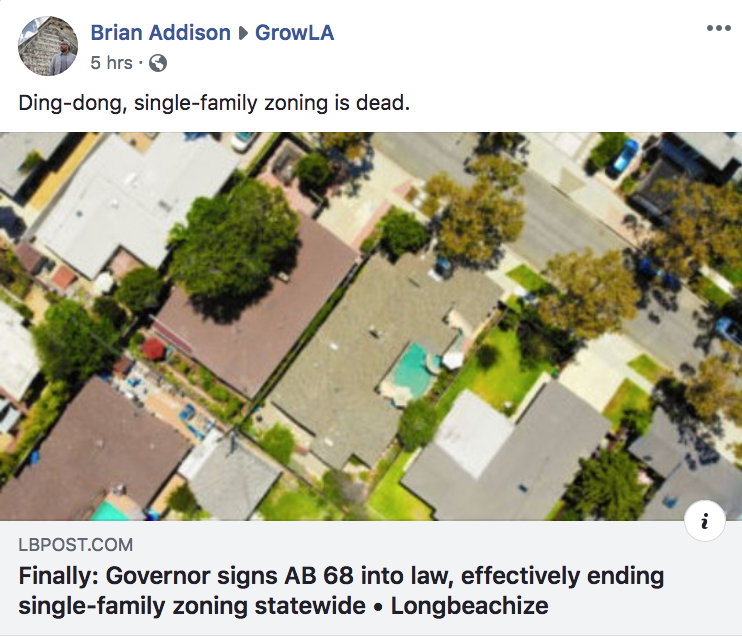 Brian Addison ▸ GrowLA
5 hrs ·
Ding-dong, single-family zoning is dead.
i
LBPOST.COM
Finally: Governor signs AB 68 into law, effectively ending
single-family zoning statewide • Longbeachize